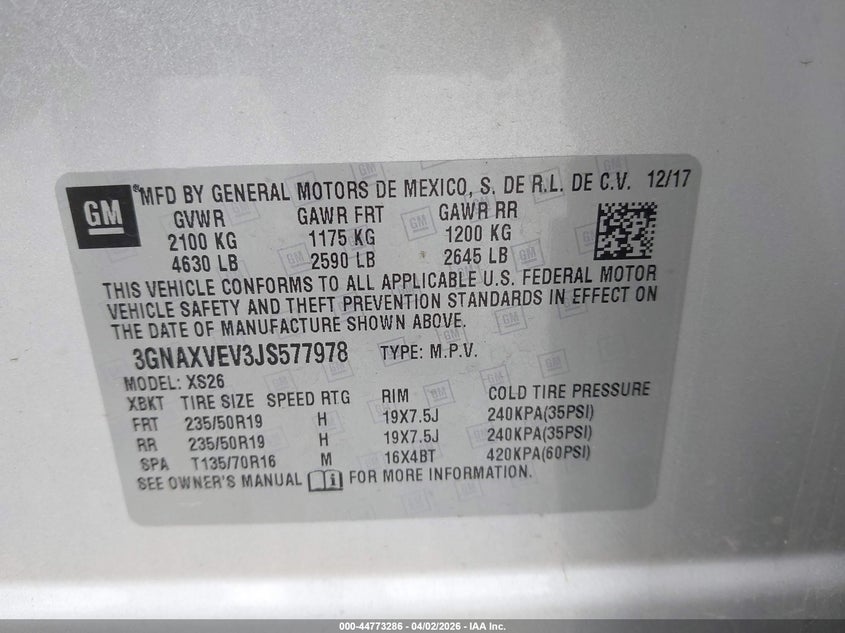 GM
MFD BY GENERAL MOTORS DE MEXICO, S. DE R.L. DE C.V. 12/17
GVWR GAWR FRT GAWR RR
2100 KG 1175 KG 1200 KG
4630 LB 2590 LB 2645 LB
THIS VEHICLE CONFORMS TO ALL APPLICABLE U.S. FEDERAL MOTOR
VEHICLE SAFETY AND THEFT PREVENTION STANDARDS IN EFFECT ON
THE DATE OF MANUFACTURE SHOWN ABOVE.
3GNAXVEV3JS577978 TYPE: M.P.V.
MODEL: XS26
XBKT TIRE SIZE SPEED RTG RIM COLD TIRE PRESSURE
FRT 235/50R19 H 19X7.5J 240KPA(35PSI)
RR 235/50R19 H 19X7.5J 240KPA(35PSI)
SPA T135/70R16 M 16X4BT 420KPA(60PSI)
SEE OWNER'S MANUAL FOR MORE INFORMATION.
000-44773286 - 04/02/2026 - IAA Inc.